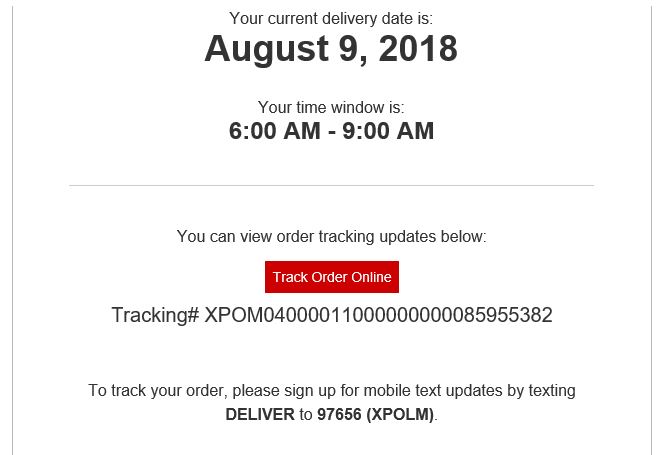 Your current delivery date is:
August 9, 2018
Your time window is:
6:00 AM - 9:00 AM
You can view order tracking updates below:
Track Order Online
Tracking# XPOM0400001100000000085955382
To track your order, please sign up for mobile text updates by texting
DELIVER to 97656 (XPOLM).